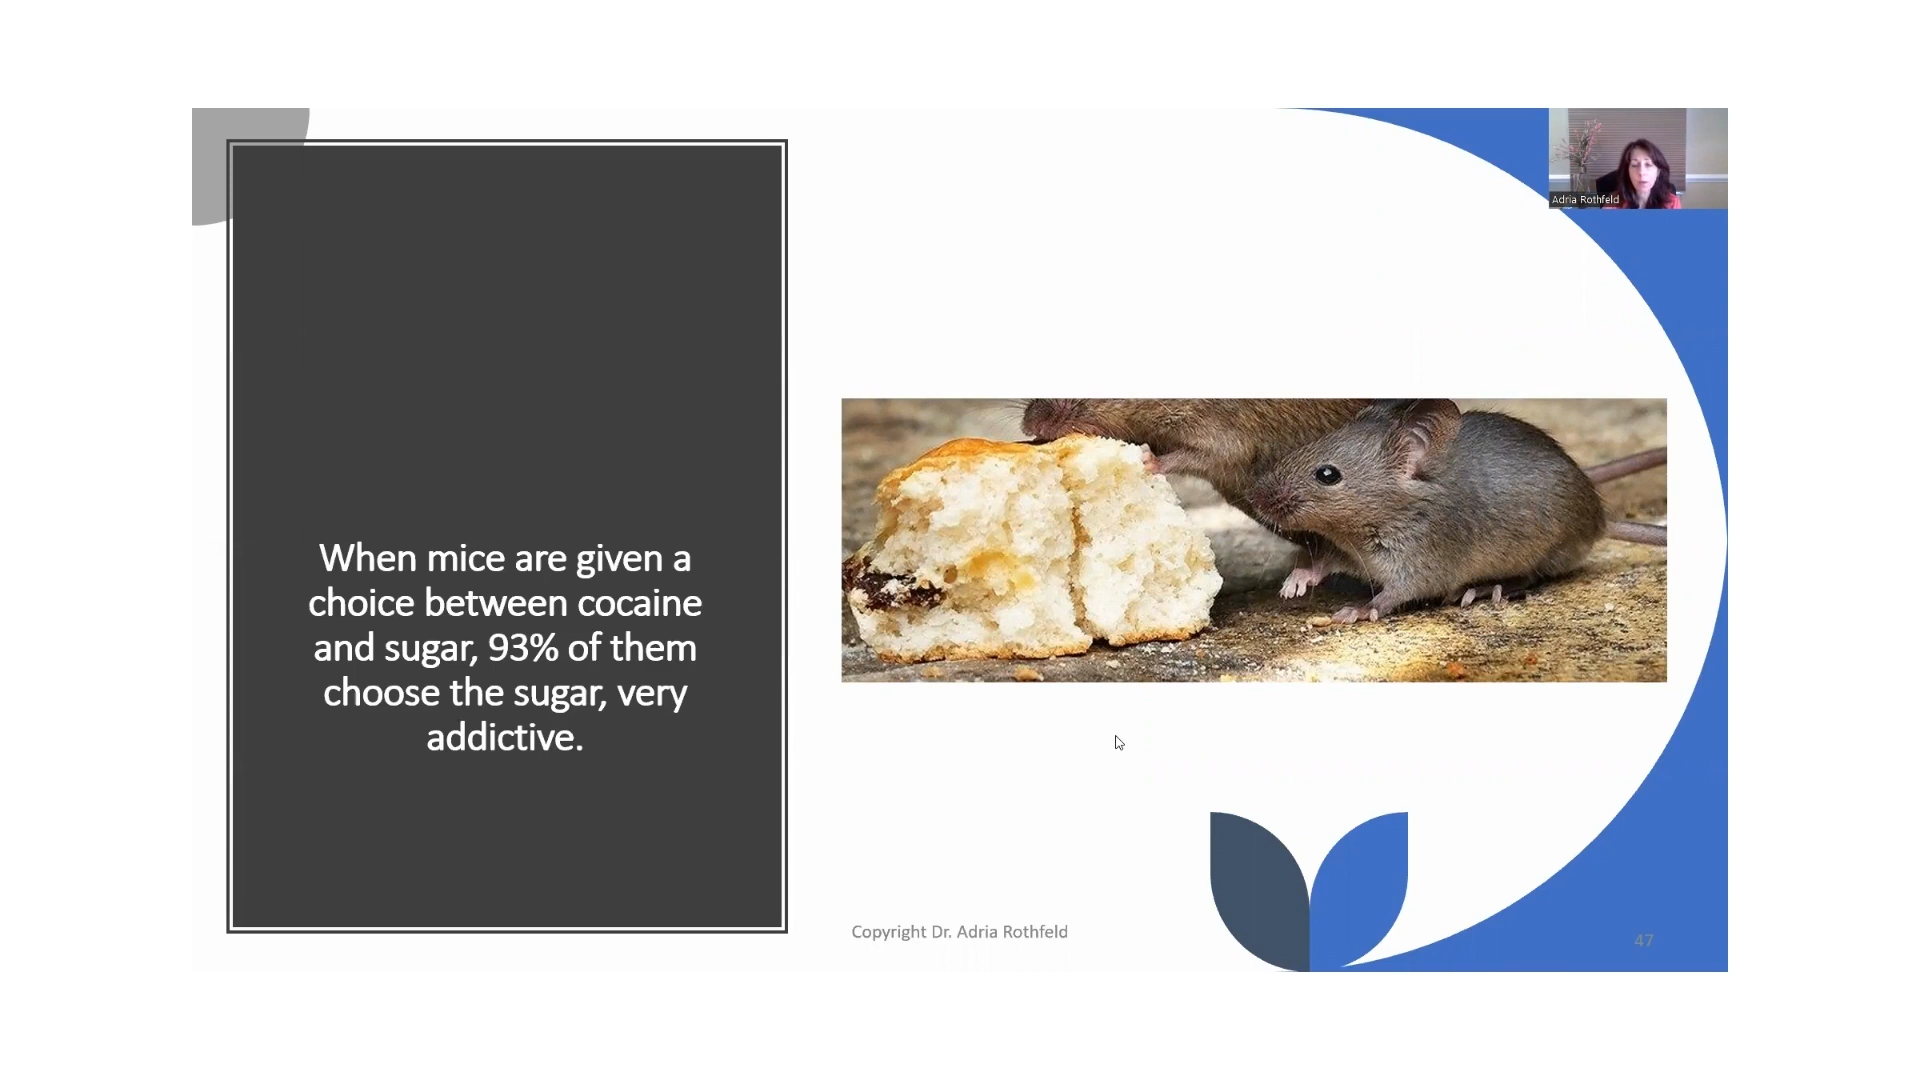 Adria Rothfeld
When mice are given a
choice between cocaine
and sugar, 93% of them
choose the sugar, very
addictive.
Copyright Dr. Adria Rothfeld
47